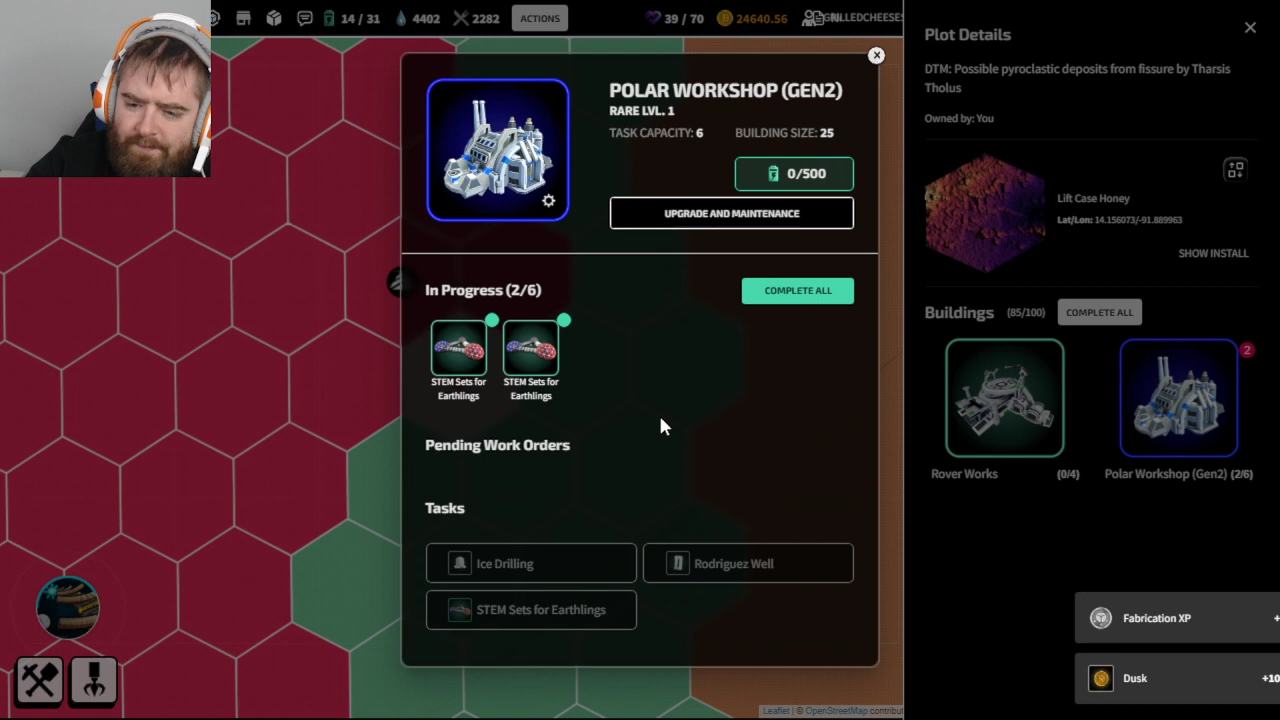 14 / 31
4402
2282
ACTIONS
39 / 70
24640.56
POLAR WORKSHOP (GEN2)
RARE LVL. 1
TASK CAPACITY: 6
BUILDING SIZE: 25
0/500
UPGRADE AND MAINTENANCE
In Progress (2/6)
COMPLETE ALL
STEM Sets for
Earthlings
STEM Sets for
Earthlings
Pending Work Orders
Tasks
Ice Drilling
Rodriguez Well
STEM Sets for Earthlings
Plot Details
DTM: Possible pyroclastic deposits from fissure by Tharsis
Tholus
Owned by: You
Lift Case Honey
Lat/Lon: 14.156073/-91.889963
SHOW INSTALL
Buildings (85/100) COMPLETE ALL
2
Rover Works (0/4)
Polar Workshop (Gen2) (2/6)
Fabrication XP +
Dusk +10
Leaflet | © OpenStreetMap contribu